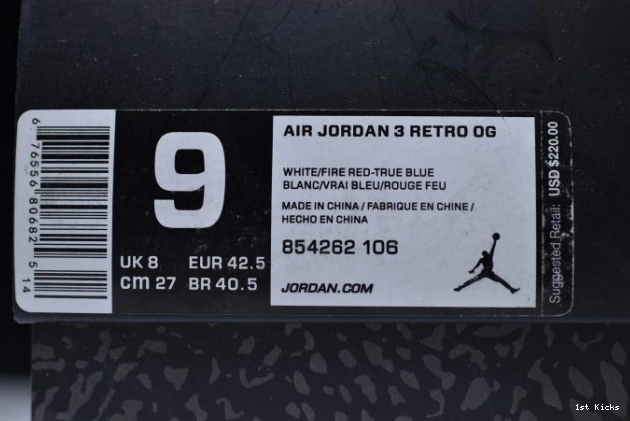 6 76556 80682 5 14
9
UK 8 EUR 42.5
cm 27 BR 40.5
AIR JORDAN 3 RETRO OG
WHITE/FIRE RED-TRUE BLUE
BLANC/VRAI BLEU/ROUGE FEU
MADE IN CHINA / FABRIQUE EN CHINE /
HECHO EN CHINA
854262 106
JORDAN.COM
Suggested Retail: USD $220.00
1st Kicks